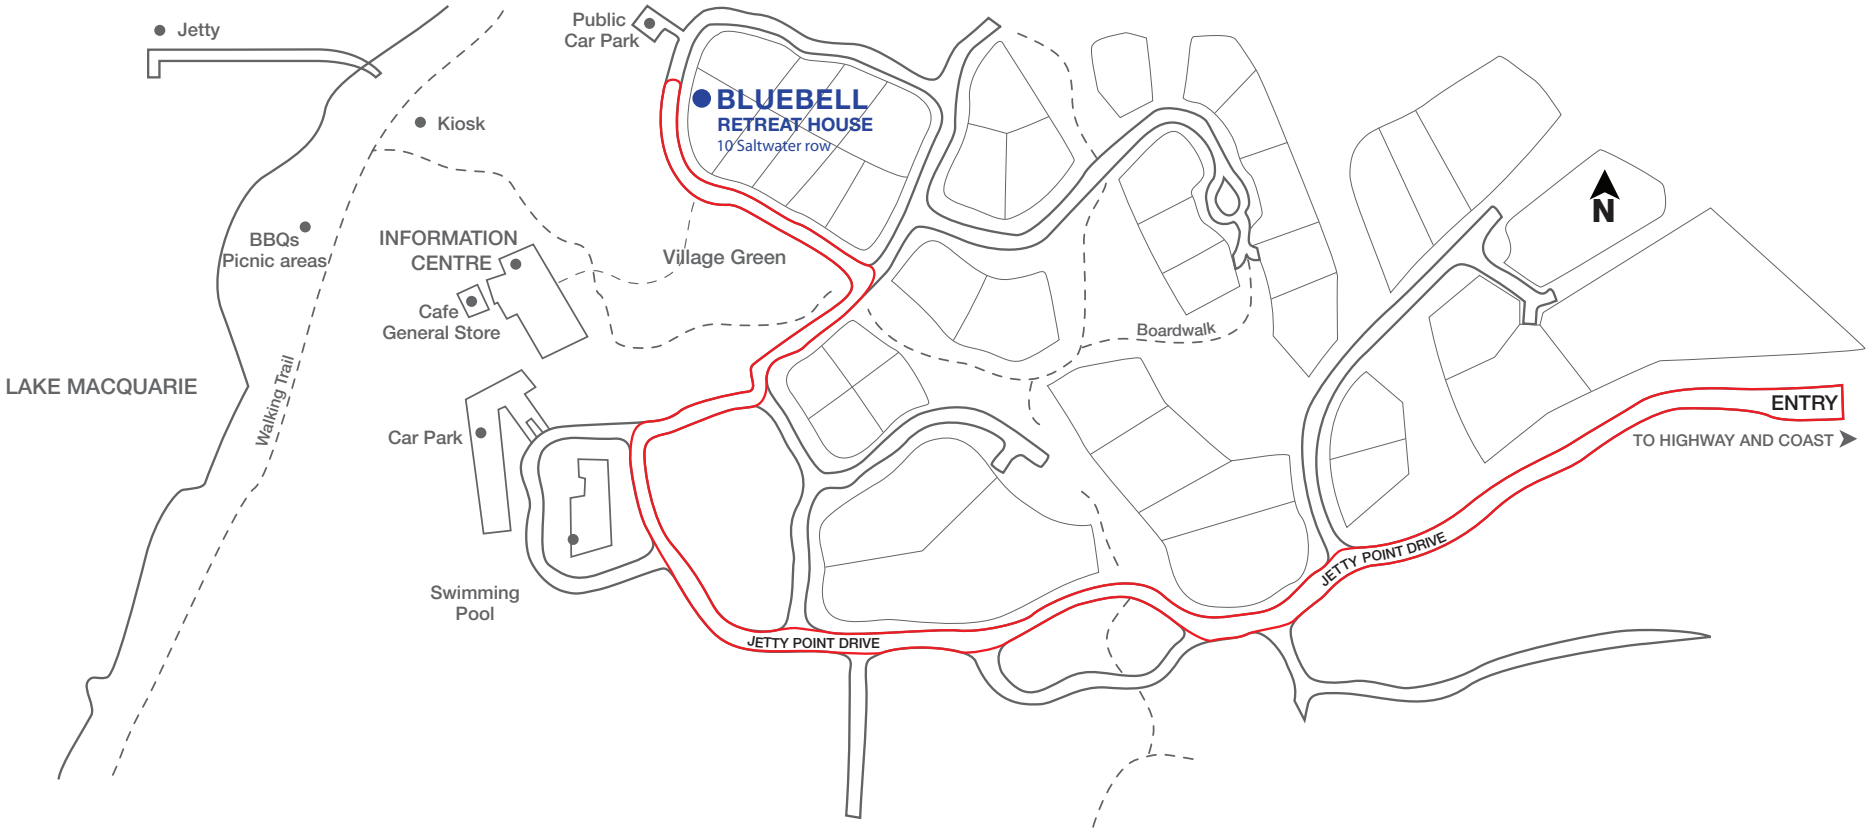 Jetty
Public
Car Park
BLUEBELL
RETREAT HOUSE
10 Saltwater row
Kiosk
BBQs
Picnic areas
INFORMATION
CENTRE
Village Green
N
Cafe
General Store
Boardwalk
LAKE MACQUARIE
Walking Trail
ENTRY
TO HIGHWAY AND COAST
Car Park
JETTY POINT DRIVE
Swimming
Pool
JETTY POINT DRIVE